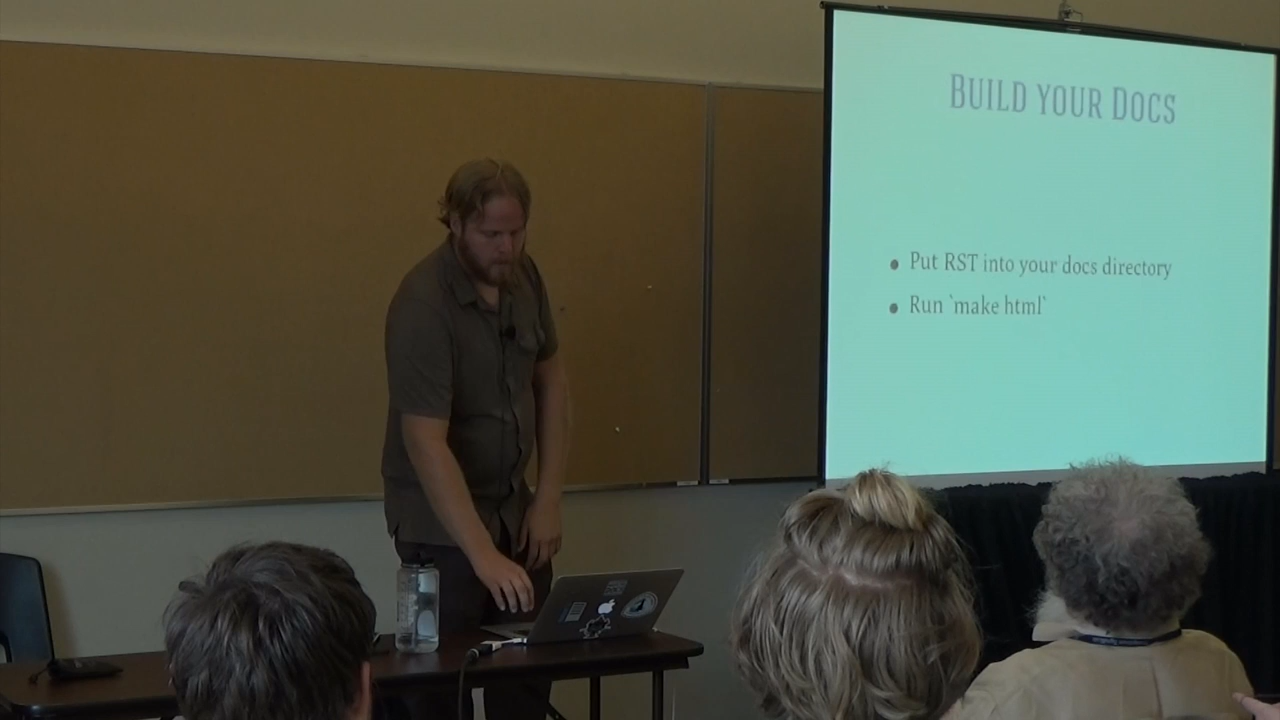 BUILD YOUR DOCS
• Put RST into your docs directory
• Run `make html`